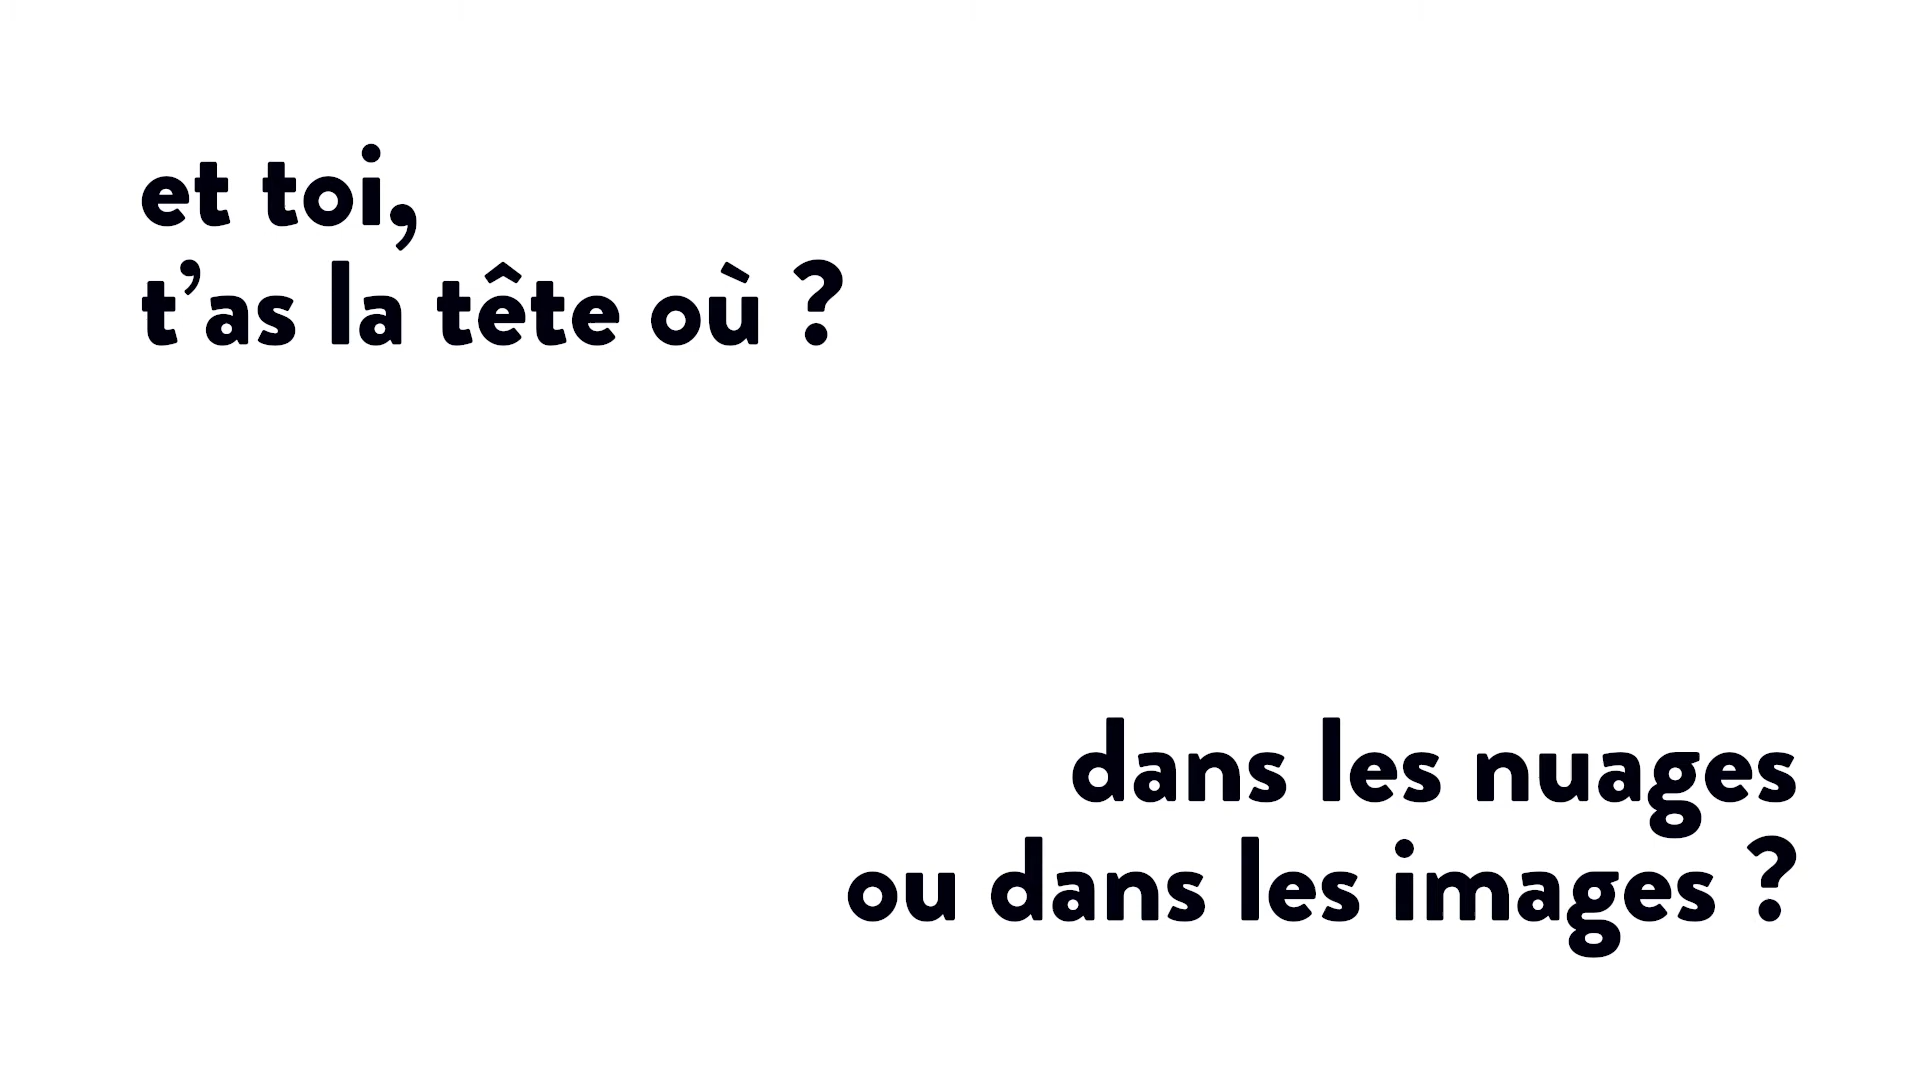 et toi,
t’as la tête où ?
dans les nuages
ou dans les images ?